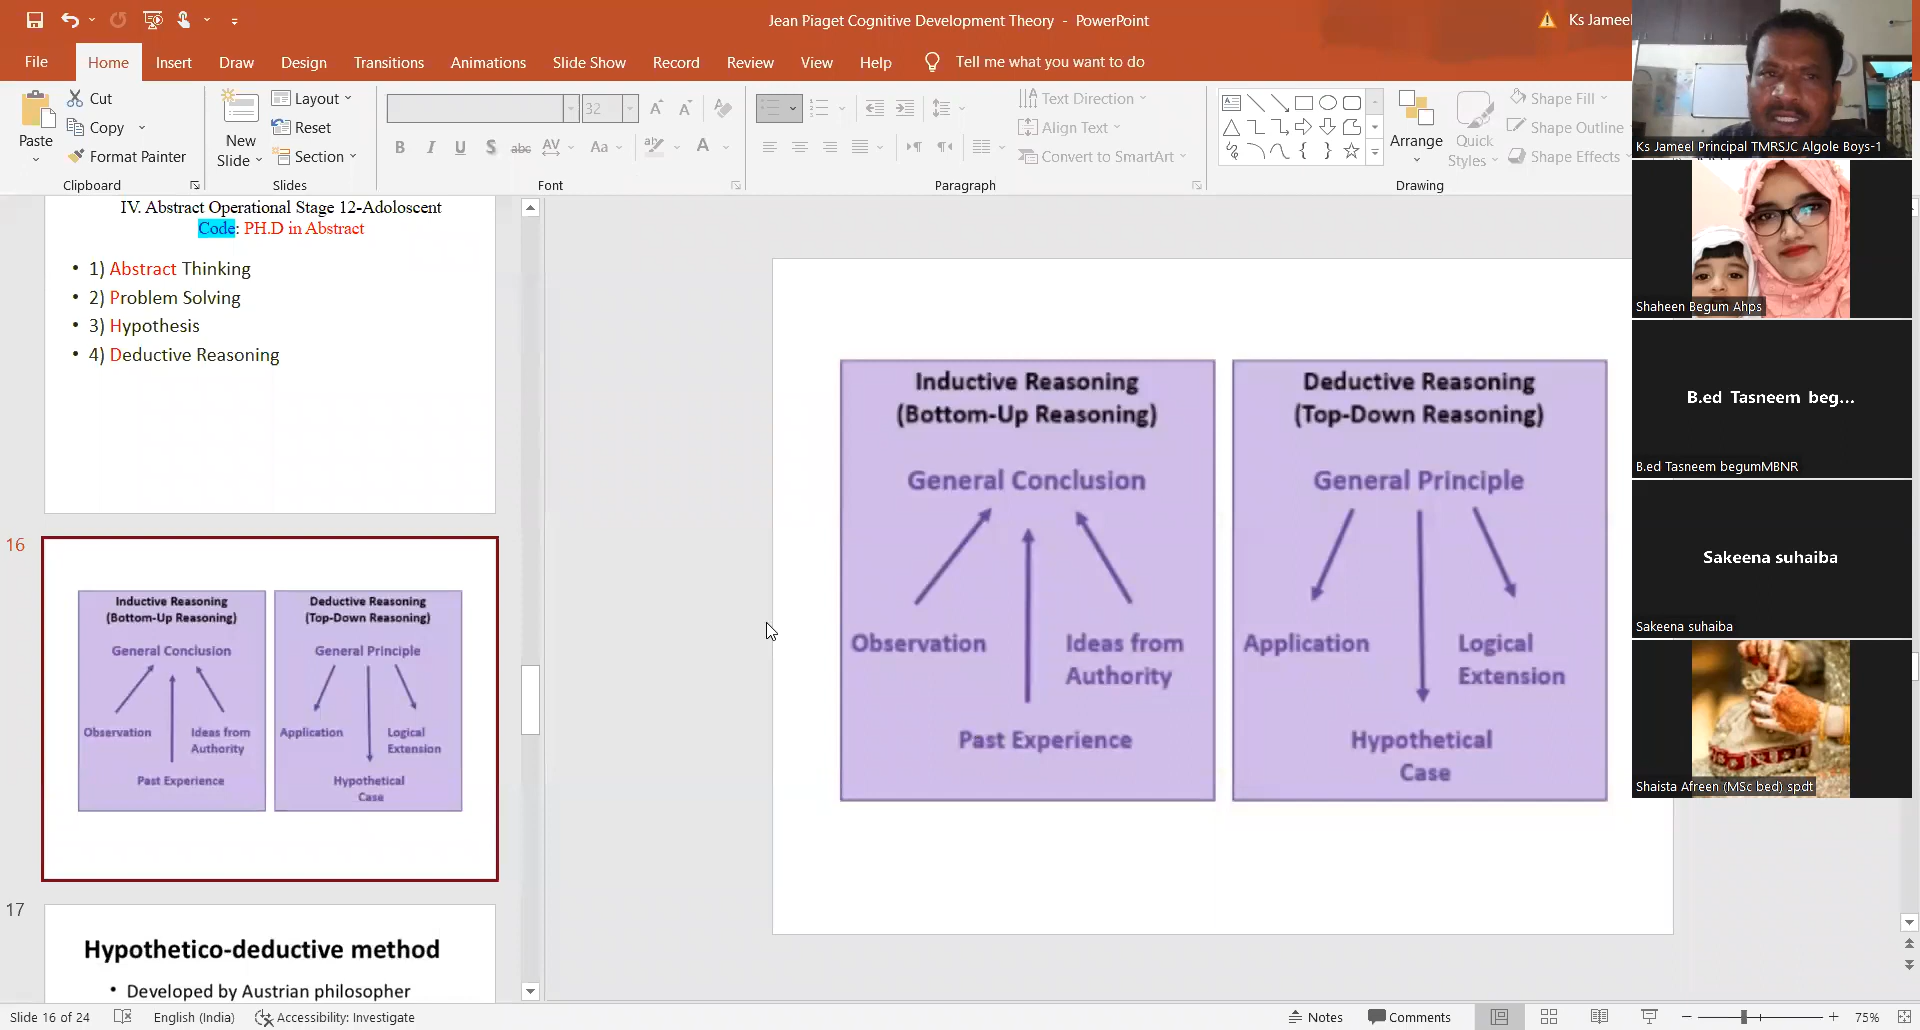 Jean Piaget Cognitive Development Theory - PowerPoint
Ks Jameel
File Home Insert Draw Design Transitions Animations Slide Show Record Review View Help Tell me what you want to do
Paste
Cut
Copy
Format Painter
Clipboard
New Slide
Layout
Reset
Section
Slides
32
Font
Paragraph
Text Direction
Align Text
Convert to SmartArt
Arrange
Quick Styles
Shape Fill
Shape Outline
Shape Effects
Drawing
IV. Abstract Operational Stage 12-Adoloscent
Code: PH.D in Abstract
• 1) Abstract Thinking
• 2) Problem Solving
• 3) Hypothesis
• 4) Deductive Reasoning
16
Inductive Reasoning
(Bottom-Up Reasoning)
General Conclusion
Observation
Ideas from
Authority
Past Experience
Deductive Reasoning
(Top-Down Reasoning)
General Principle
Application
Logical
Extension
Hypothetical
Case
17
Hypothetico-deductive method
• Developed by Austrian philosopher
Inductive Reasoning
(Bottom-Up Reasoning)
General Conclusion
Observation
Ideas from
Authority
Past Experience
Deductive Reasoning
(Top-Down Reasoning)
General Principle
Application
Logical
Extension
Hypothetical
Case
Ks Jameel Principal TMRSJC Algole Boys-1
Shaheen Begum Ahps
B.ed Tasneem beg...
B.ed Tasneem begumMBNR
Sakeena suhaiba
Sakeena suhaiba
Shaista Afreen (MSc bed) spdt
Slide 16 of 24 English (India) Accessibility: Investigate Notes Comments 75%